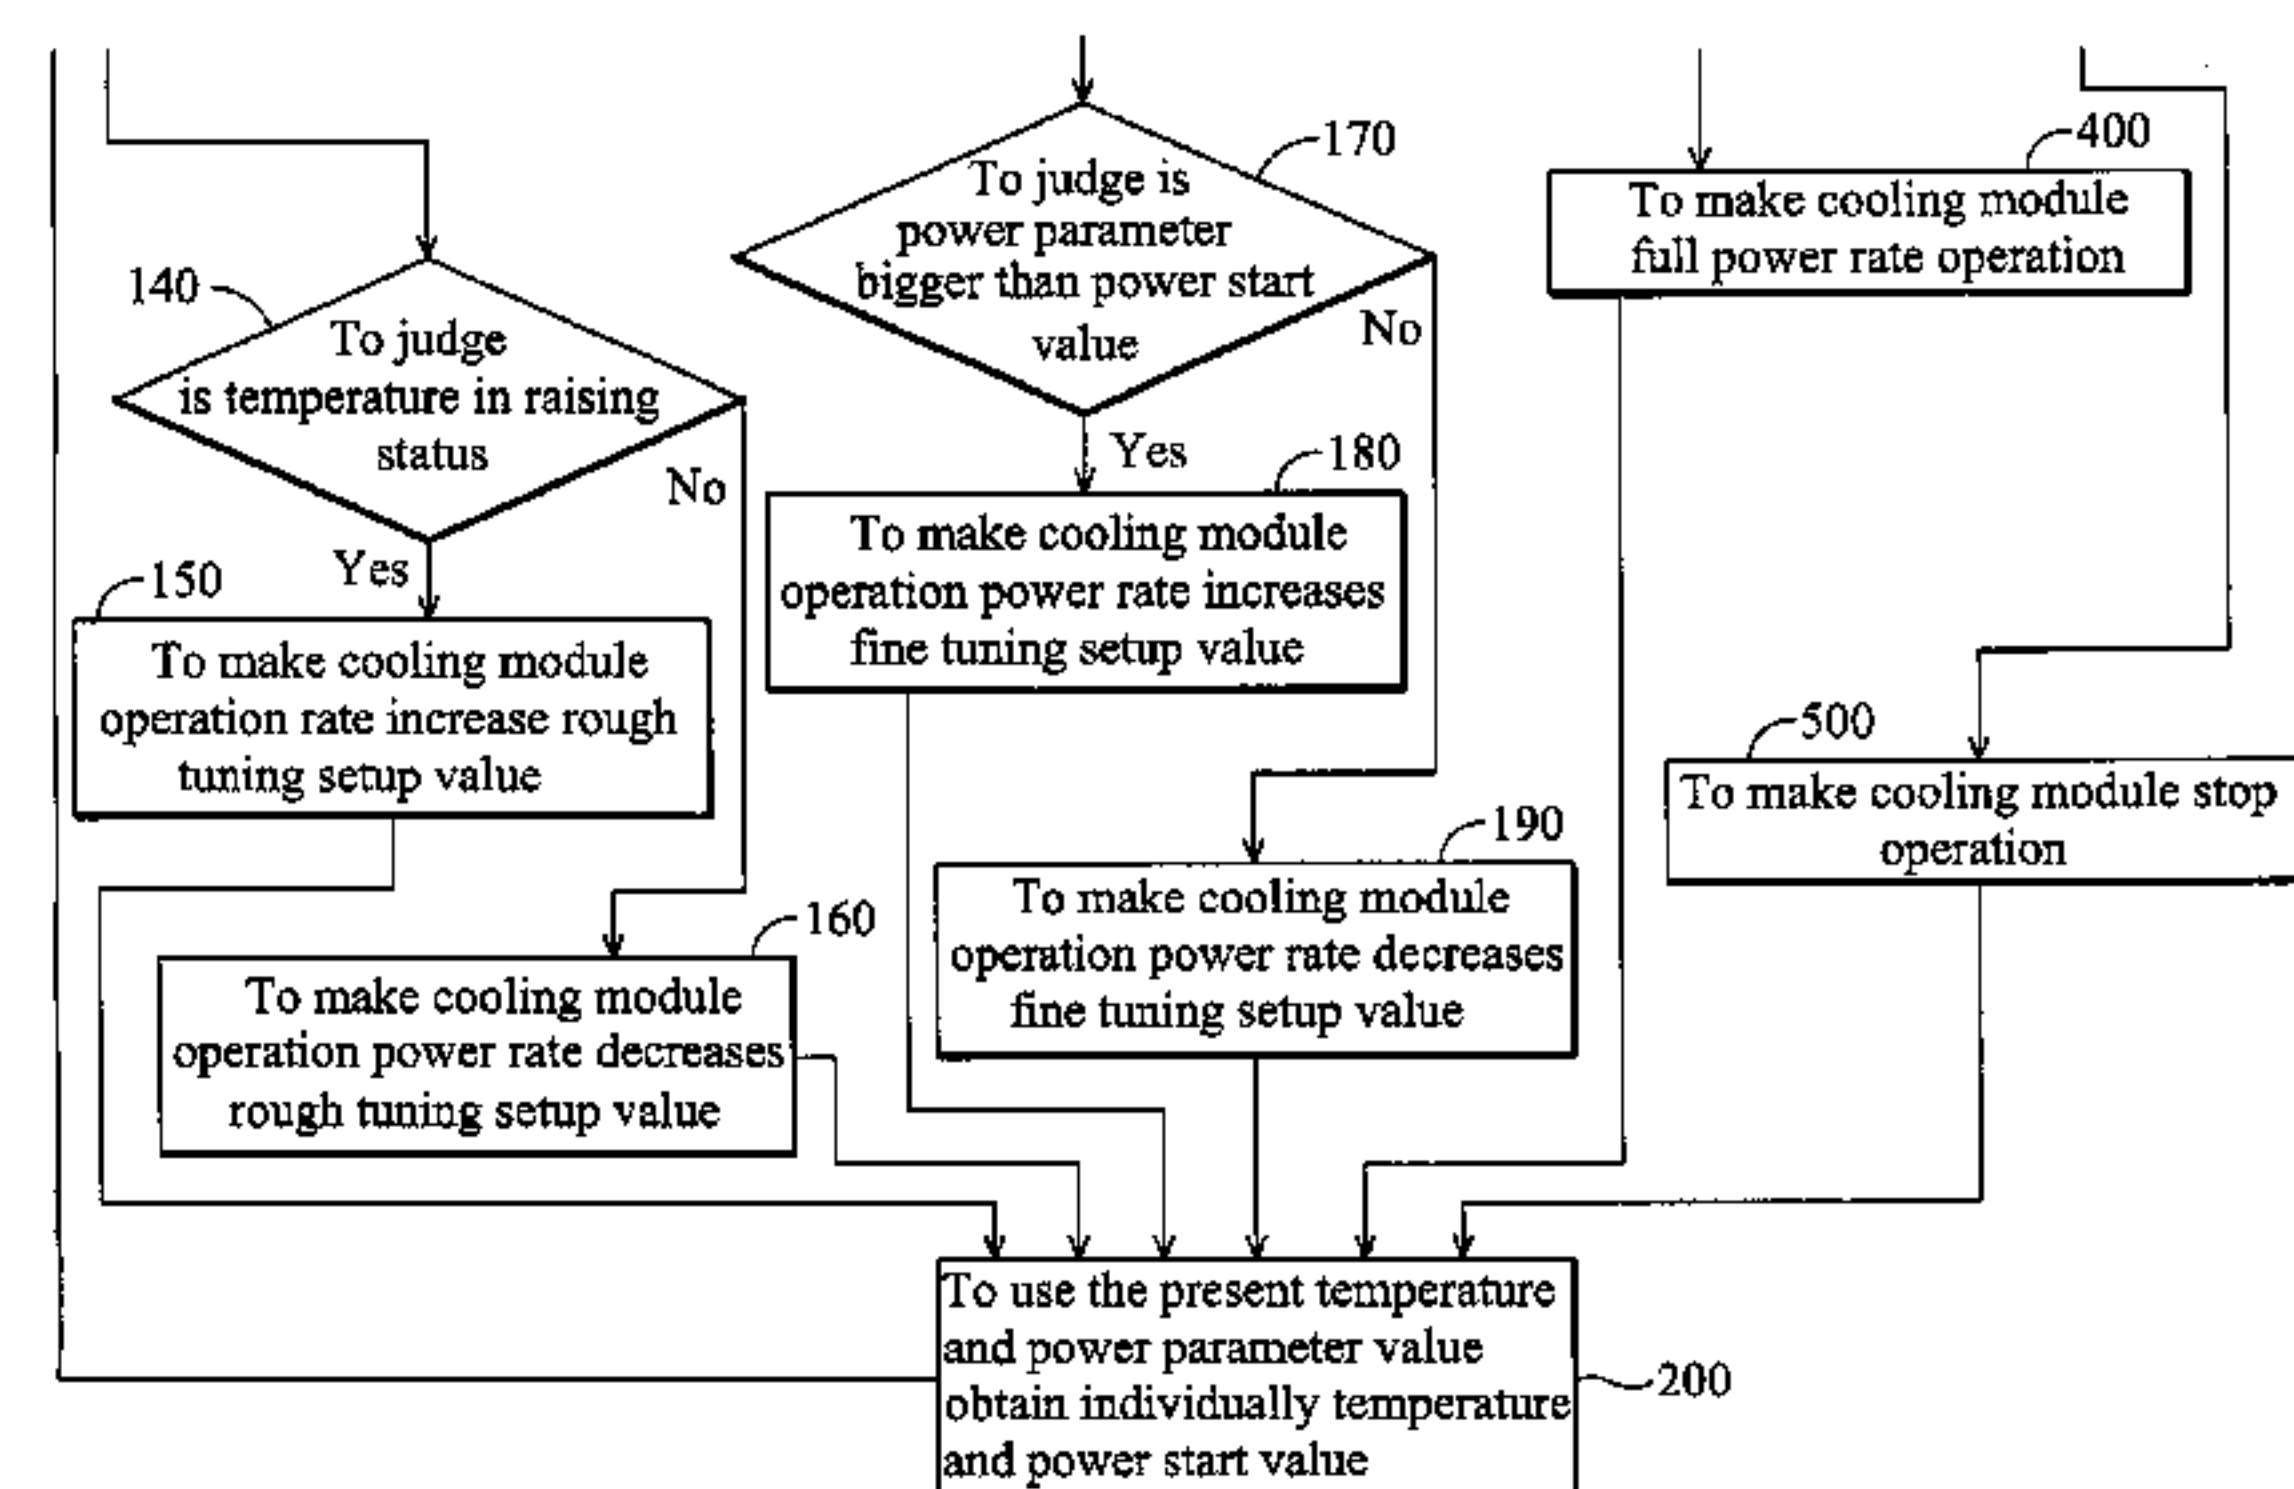 140
To judge
is temperature in raising
status
No
Yes
150
To make cooling module
operation rate increase rough
tuning setup value
160
To make cooling module
operation power rate decreases
rough tuning setup value
170
To judge is
power parameter
bigger than power start
value
No
Yes
180
To make cooling module
operation power rate increases
fine tuning setup value
190
To make cooling module
operation power rate decreases
fine tuning setup value
400
To make cooling module
full power rate operation
500
To make cooling module stop
operation
To use the present temperature
and power parameter value
obtain individually temperature
and power start value
200